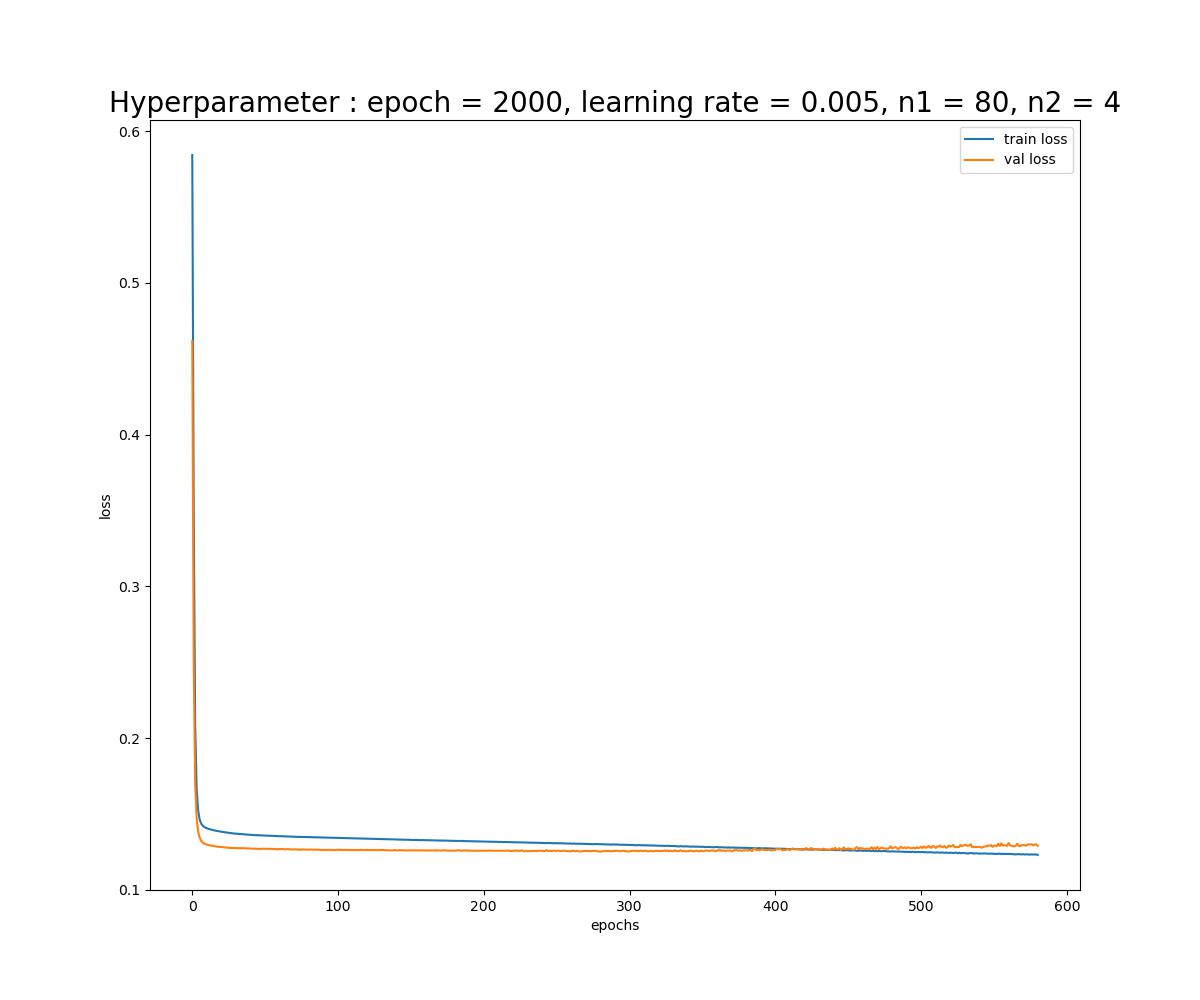 Hyperparameter : epoch = 2000, learning rate = 0.005, n1 = 80, n2 = 4
train loss
val loss
0.6
0.5
0.4
0.3
0.2
0.1
loss
0 100 200 300 400 500 600
epochs